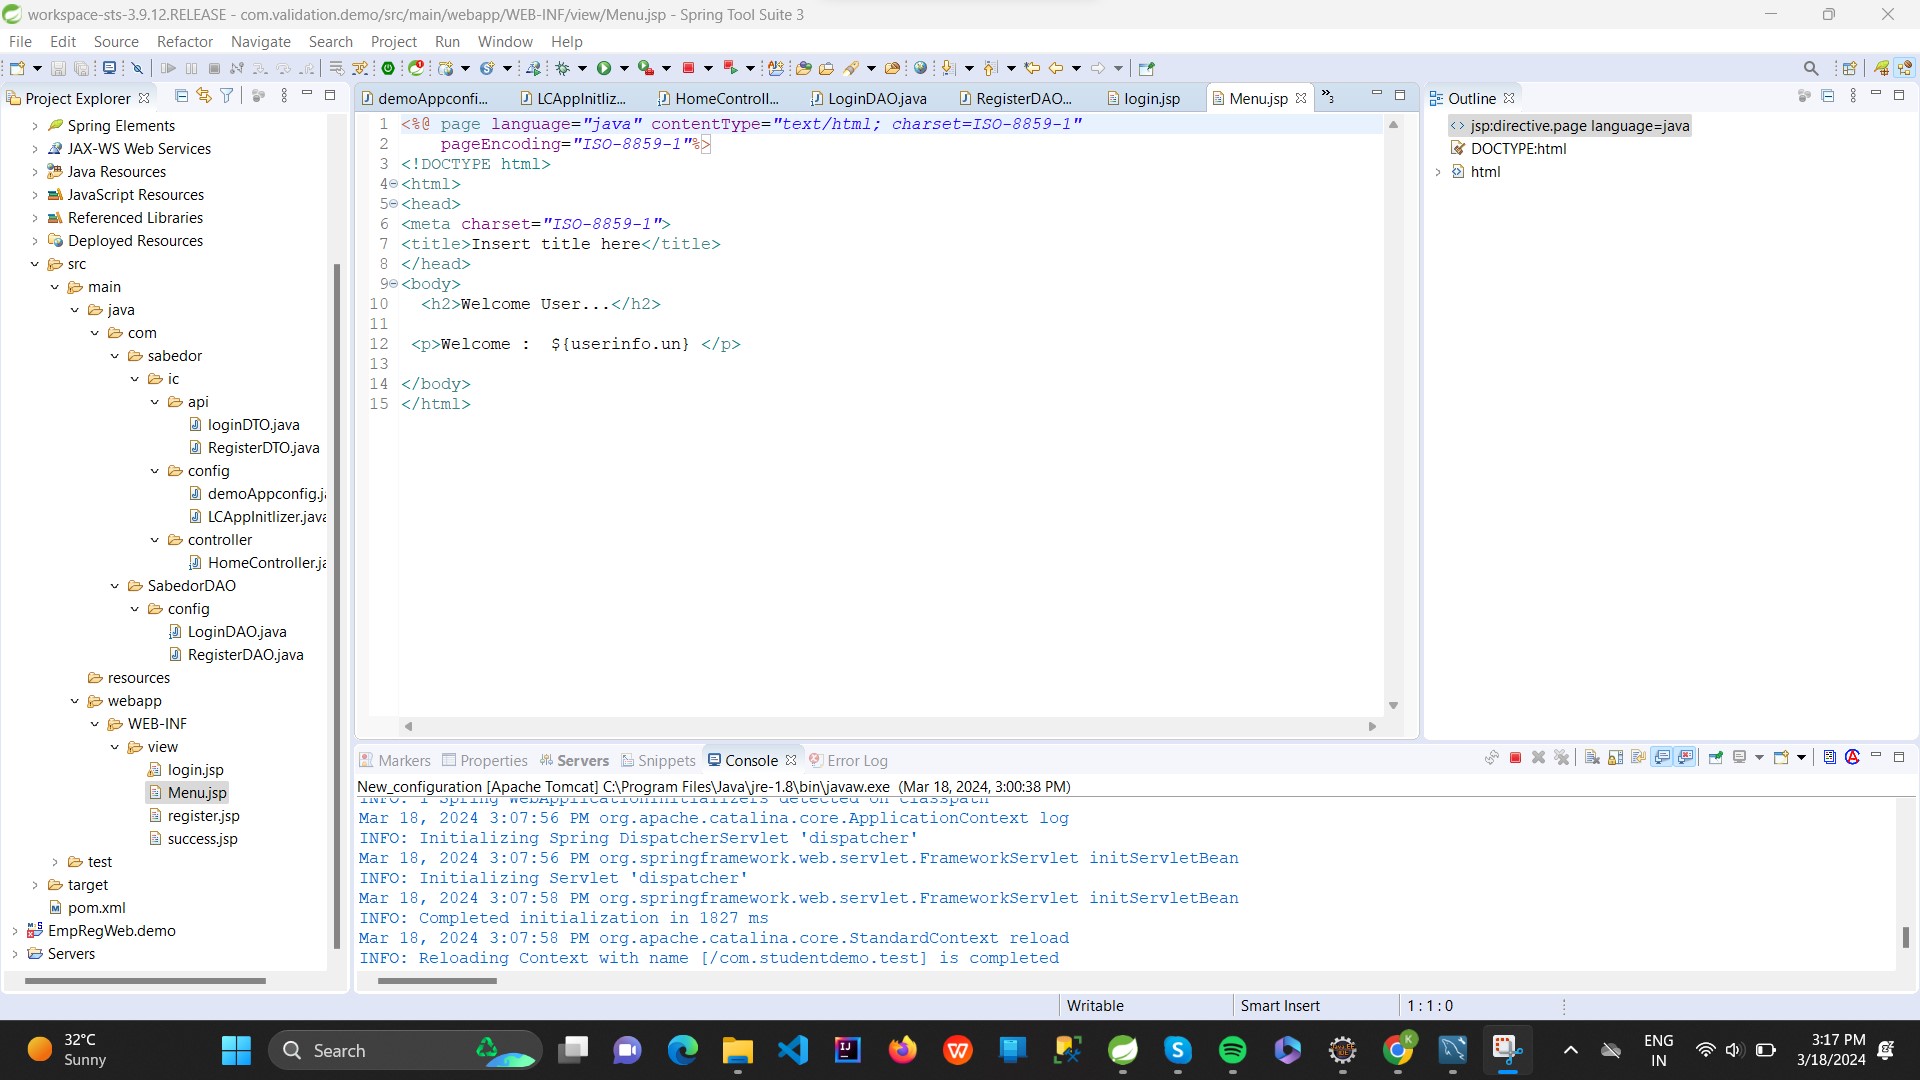 workspace-sts-3.9.12.RELEASE - com.validation.demo/src/main/webapp/WEB-INF/view/Menu.jsp - Spring Tool Suite 3
File Edit Source Refactor Navigate Search Project Run Window Help
Project Explorer
Spring Elements
JAX-WS Web Services
Java Resources
JavaScript Resources
Referenced Libraries
Deployed Resources
src
main
java
com
sabedor
ic
api
loginDTO.java
RegisterDTO.java
config
demoAppconfig.ja
LCAppInitlizer.java
controller
HomeController.ja
SabedorDAO
config
LoginDAO.java
RegisterDAO.java
resources
webapp
WEB-INF
view
login.jsp
Menu.jsp
register.jsp
success.jsp
test
target
pom.xml
EmpRegWeb.demo
Servers
demoAppconfi... LCAppInitliz... HomeControll... LoginDAO.java RegisterDAO... login.jsp Menu.jsp »3
1 <%@ page language="java" contentType="text/html; charset=ISO-8859-1"
2 pageEncoding="ISO-8859-1"%>
3 <!DOCTYPE html>
4 <html>
5 <head>
6 <meta charset="ISO-8859-1">
7 <title>Insert title here</title>
8 </head>
9 <body>
10 <h2>Welcome User...</h2>
11
12 <p>Welcome : ${userinfo.un} </p>
13
14 </body>
15 </html>
Outline
jsp:directive.page language=java
DOCTYPE:html
html
Markers Properties Servers Snippets Console Error Log
New_configuration [Apache Tomcat] C:\Program Files\Java\jre-1.8\bin\javaw.exe (Mar 18, 2024, 3:00:38 PM)
INFO: 1 Spring WebApplicationInitializers detected on classpath
Mar 18, 2024 3:07:56 PM org.apache.catalina.core.ApplicationContext log
INFO: Initializing Spring DispatcherServlet 'dispatcher'
Mar 18, 2024 3:07:56 PM org.springframework.web.servlet.FrameworkServlet initServletBean
INFO: Initializing Servlet 'dispatcher'
Mar 18, 2024 3:07:58 PM org.springframework.web.servlet.FrameworkServlet initServletBean
INFO: Completed initialization in 1827 ms
Mar 18, 2024 3:07:58 PM org.apache.catalina.core.StandardContext reload
INFO: Reloading Context with name [/com.studentdemo.test] is completed
Writable Smart Insert 1 : 1 : 0
32°C
Sunny
Search
ENG
IN
3:17 PM
3/18/2024